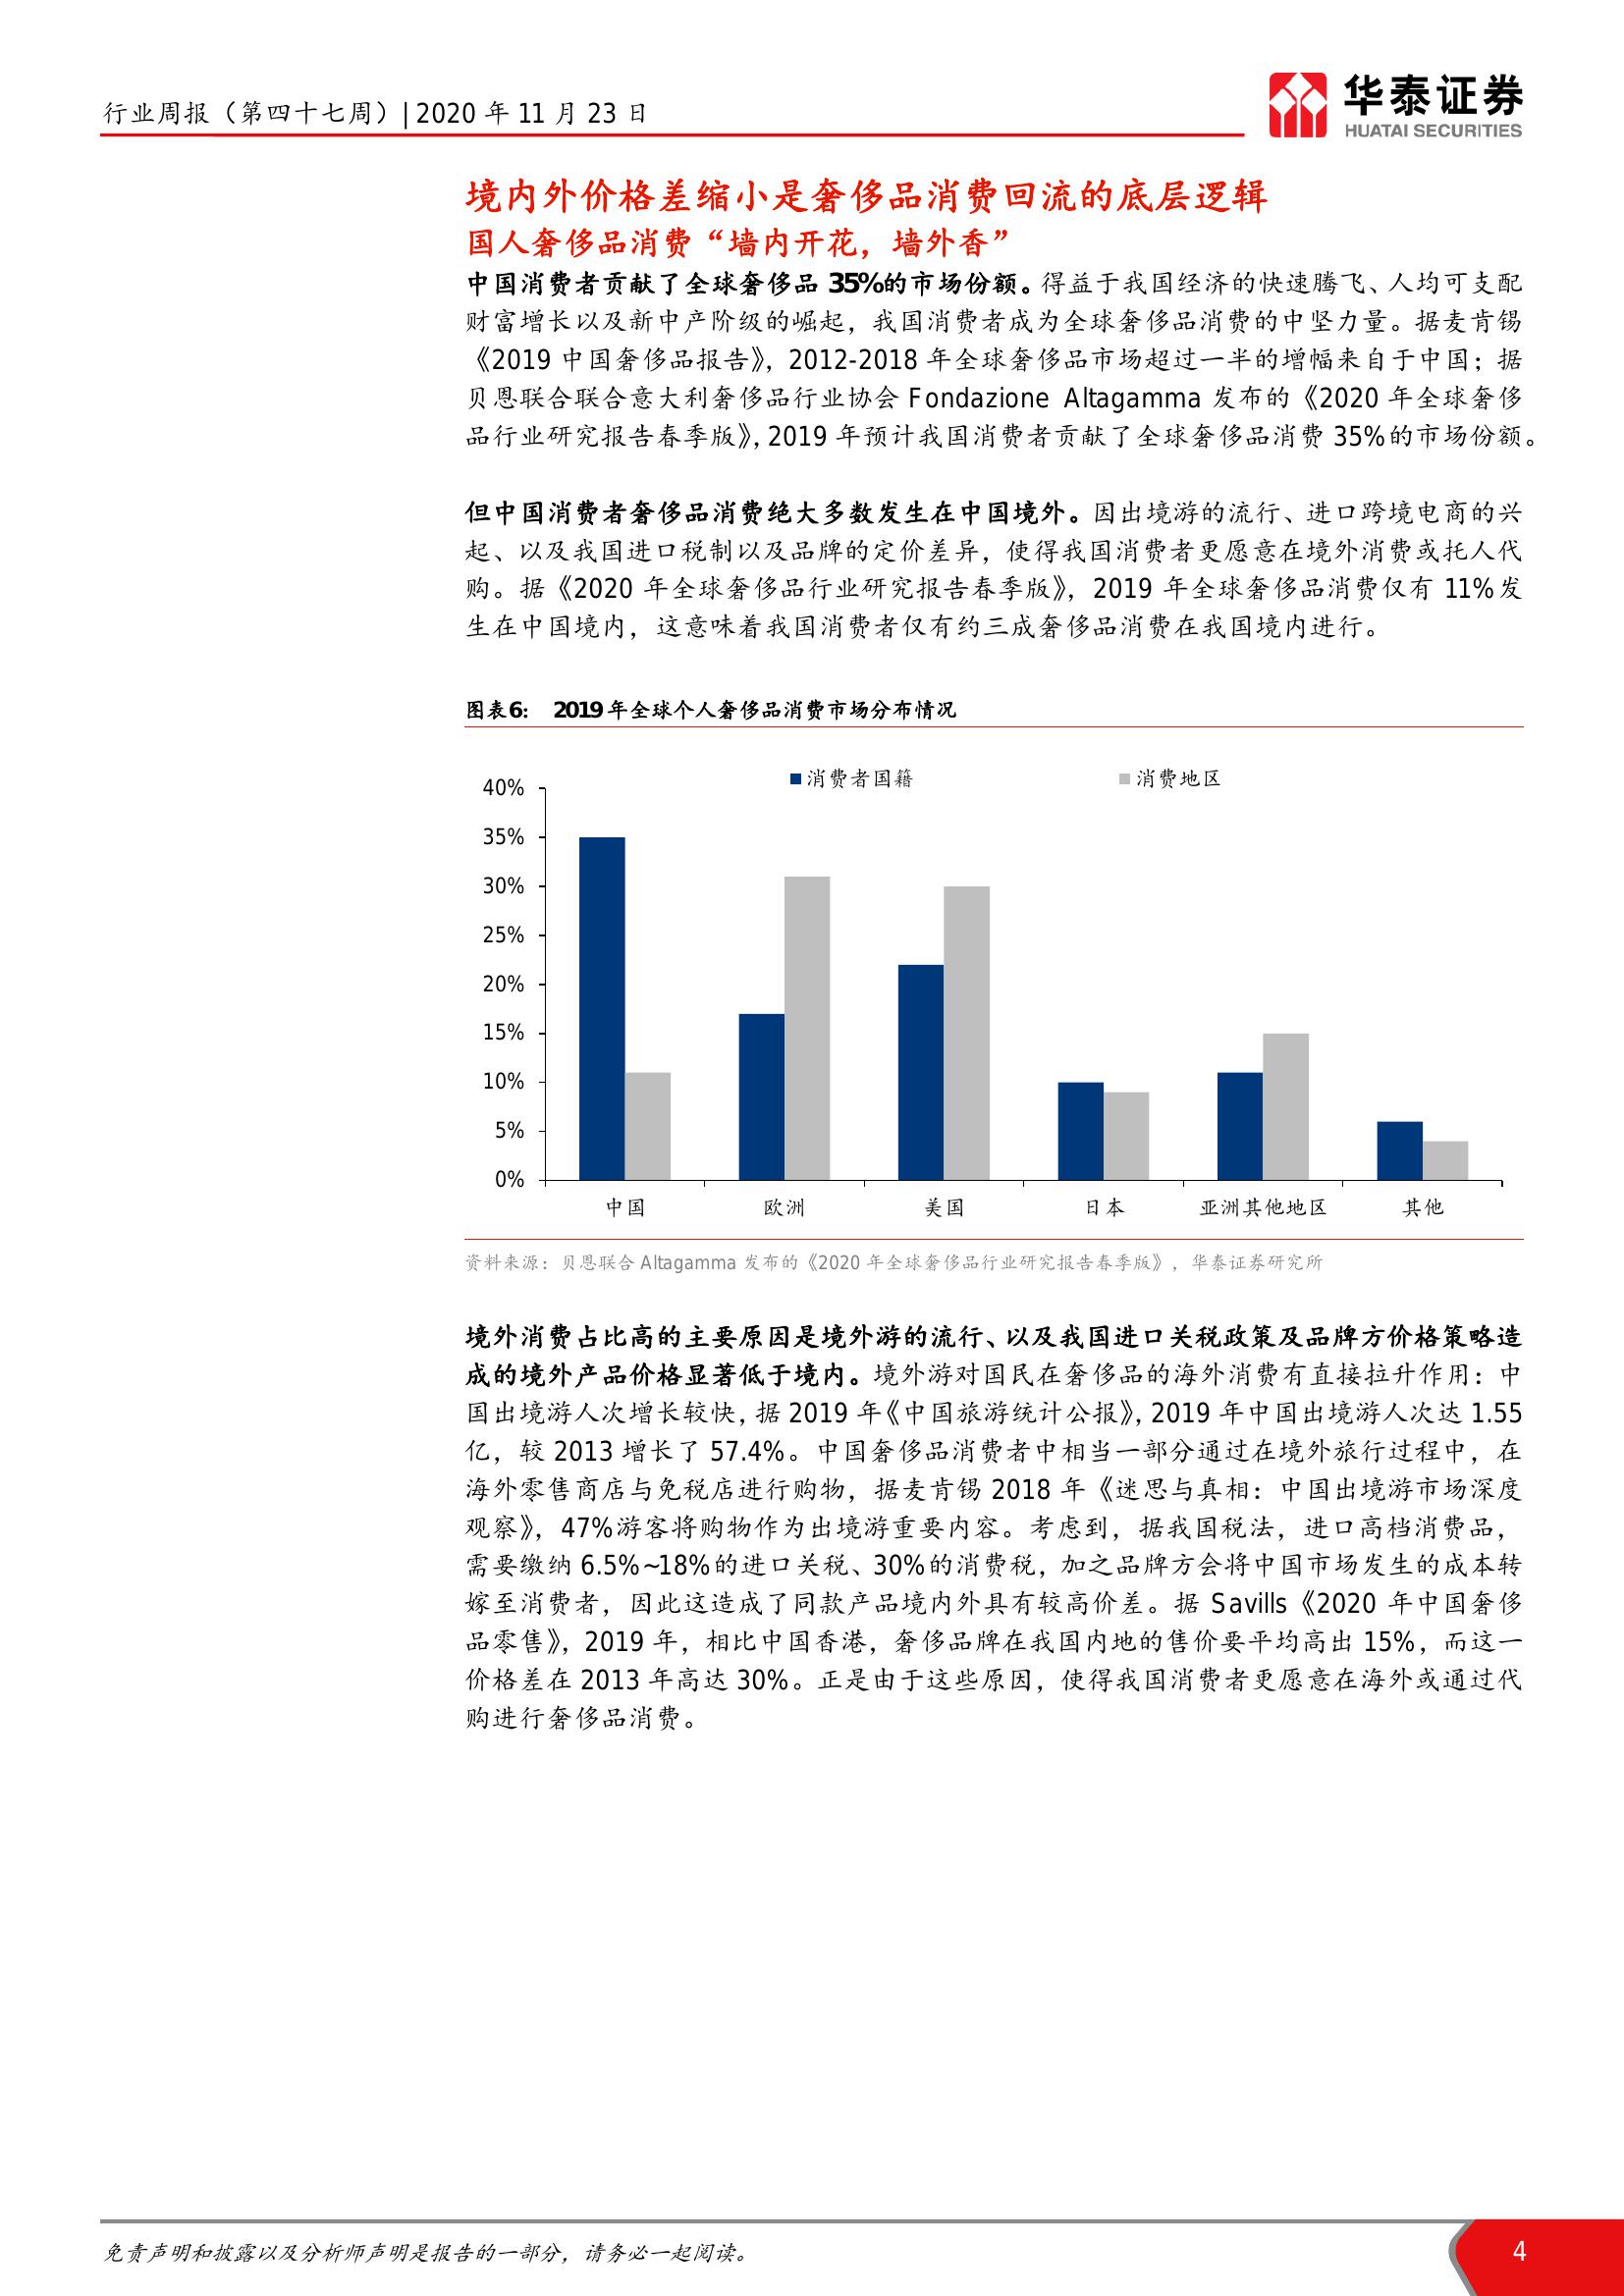 行业周报（第四十七周）| 2020 年 11 月 23 日
华泰证券
HUATAI SECURITIES
境内外价格差缩小是奢侈品消费回流的底层逻辑
国人奢侈品消费“墙内开花，墙外香”
中国消费者贡献了全球奢侈品 35%的市场份额。得益于我国经济的快速腾飞、人均可支配
财富增长以及新中产阶级的崛起，我国消费者成为全球奢侈品消费的中坚力量。据麦肯锡
《2019 中国奢侈品报告》，2012-2018 年全球奢侈品市场超过一半的增幅来自于中国；据
贝恩联合联合意大利奢侈品行业协会 Fondazione Altagamma 发布的《2020 年全球奢侈
品行业研究报告春季版》，2019 年预计我国消费者贡献了全球奢侈品消费 35%的市场份额。
但中国消费者奢侈品消费绝大多数发生在中国境外。因出境游的流行、进口跨境电商的兴
起、以及我国进口税制以及品牌的定价差异，使得我国消费者更愿意在境外消费或托人代
购。据《2020 年全球奢侈品行业研究报告春季版》，2019 年全球奢侈品消费仅有 11%发
生在中国境内，这意味着我国消费者仅有约三成奢侈品消费在我国境内进行。
图表6： 2019 年全球个人奢侈品消费市场分布情况
消费者国籍 消费地区
40%
35%
30%
25%
20%
15%
10%
5%
0%
中国 欧洲 美国 日本 亚洲其他地区 其他
资料来源：贝恩联合 Altagamma 发布的《2020 年全球奢侈品行业研究报告春季版》，华泰证券研究所
境外消费占比高的主要原因是境外游的流行、以及我国进口关税政策及品牌方价格策略造
成的境外产品价格显著低于境内。境外游对国民在奢侈品的海外消费有直接拉升作用：中
国出境游人次增长较快，据 2019 年《中国旅游统计公报》，2019 年中国出境游人次达 1.55
亿，较 2013 增长了 57.4%。中国奢侈品消费者中相当一部分通过在境外旅行过程中，在
海外零售商店与免税店进行购物，据麦肯锡 2018 年《迷思与真相：中国出境游市场深度
观察》，47%游客将购物作为出境游重要内容。考虑到，据我国税法，进口高档消费品，
需要缴纳 6.5%~18%的进口关税、30%的消费税，加之品牌方会将中国市场发生的成本转
嫁至消费者，因此这造成了同款产品境内外具有较高价差。据 Savills《2020 年中国奢侈
品零售》，2019 年，相比中国香港，奢侈品牌在我国内地的售价要平均高出 15%，而这一
价格差在 2013 年高达 30%。正是由于这些原因，使得我国消费者更愿意在海外或通过代
购进行奢侈品消费。
免责声明和披露以及分析师声明是报告的一部分，请务必一起阅读。
4